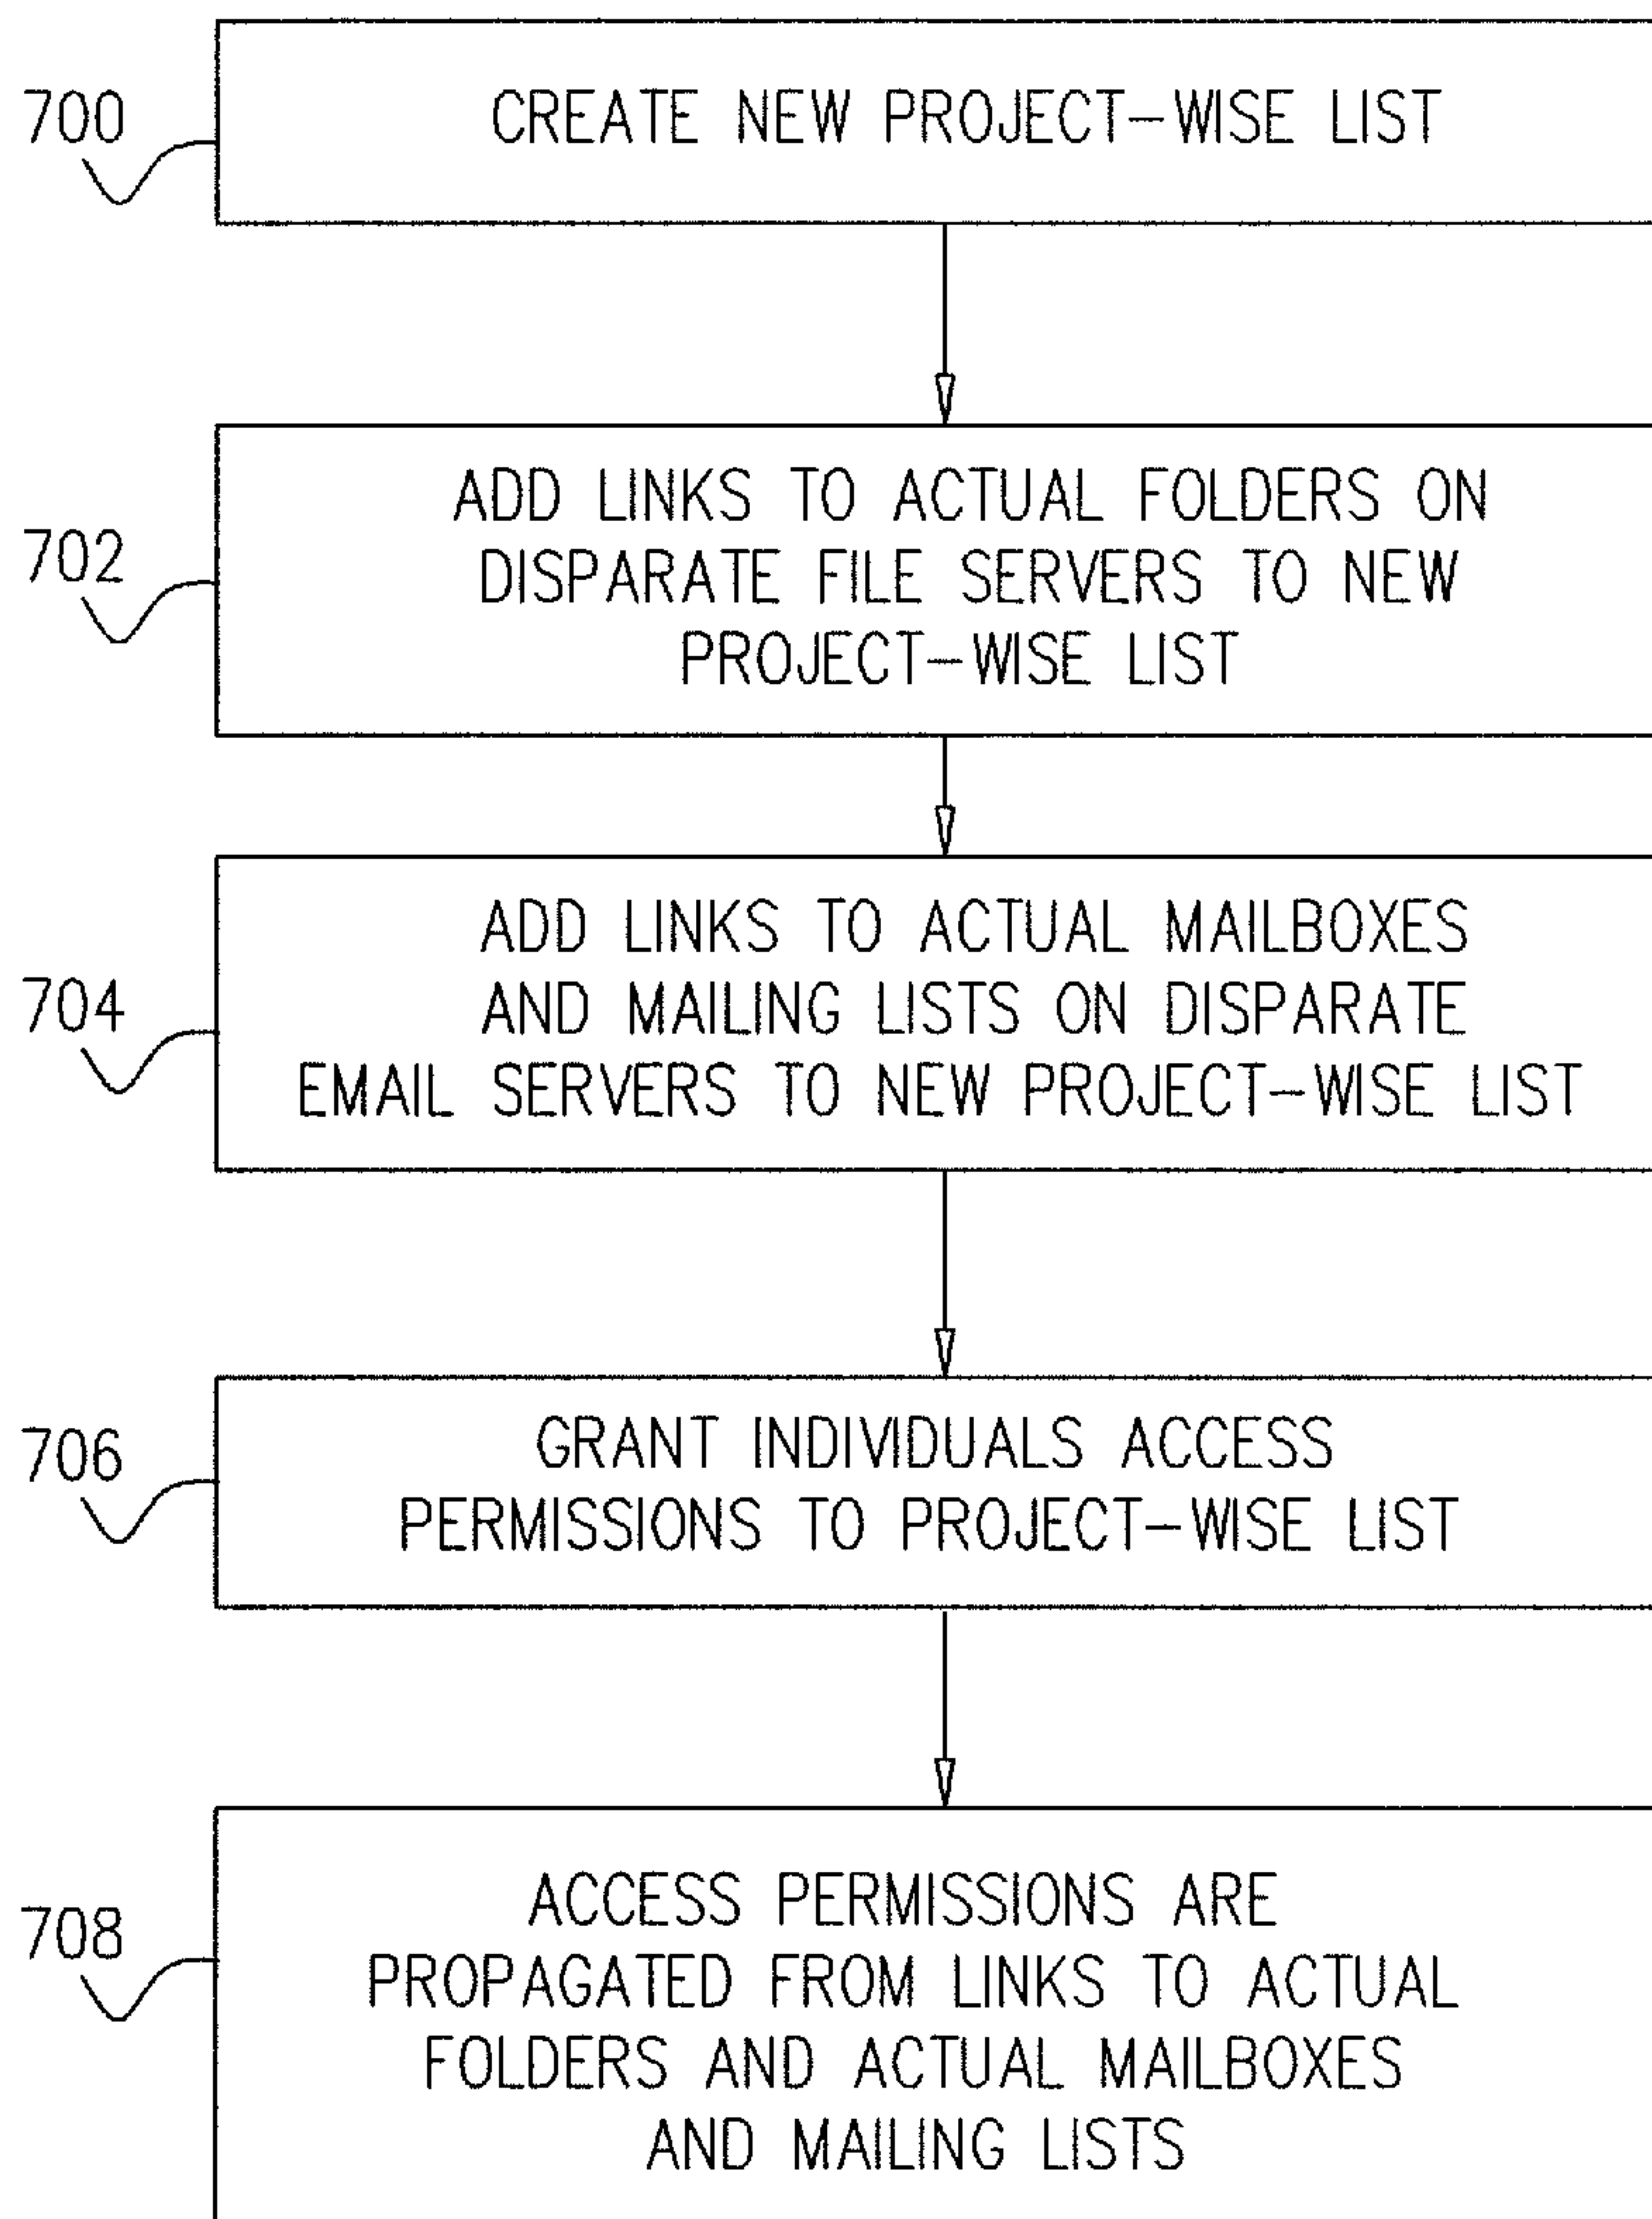 700
CREATE NEW PROJECT-WISE LIST
702
ADD LINKS TO ACTUAL FOLDERS ON
DISPARATE FILE SERVERS TO NEW
PROJECT-WISE LIST
704
ADD LINKS TO ACTUAL MAILBOXES
AND MAILING LISTS ON DISPARATE
EMAIL SERVERS TO NEW PROJECT-WISE LIST
706
GRANT INDIVIDUALS ACCESS
PERMISSIONS TO PROJECT-WISE LIST
708
ACCESS PERMISSIONS ARE
PROPAGATED FROM LINKS TO ACTUAL
FOLDERS AND ACTUAL MAILBOXES
AND MAILING LISTS